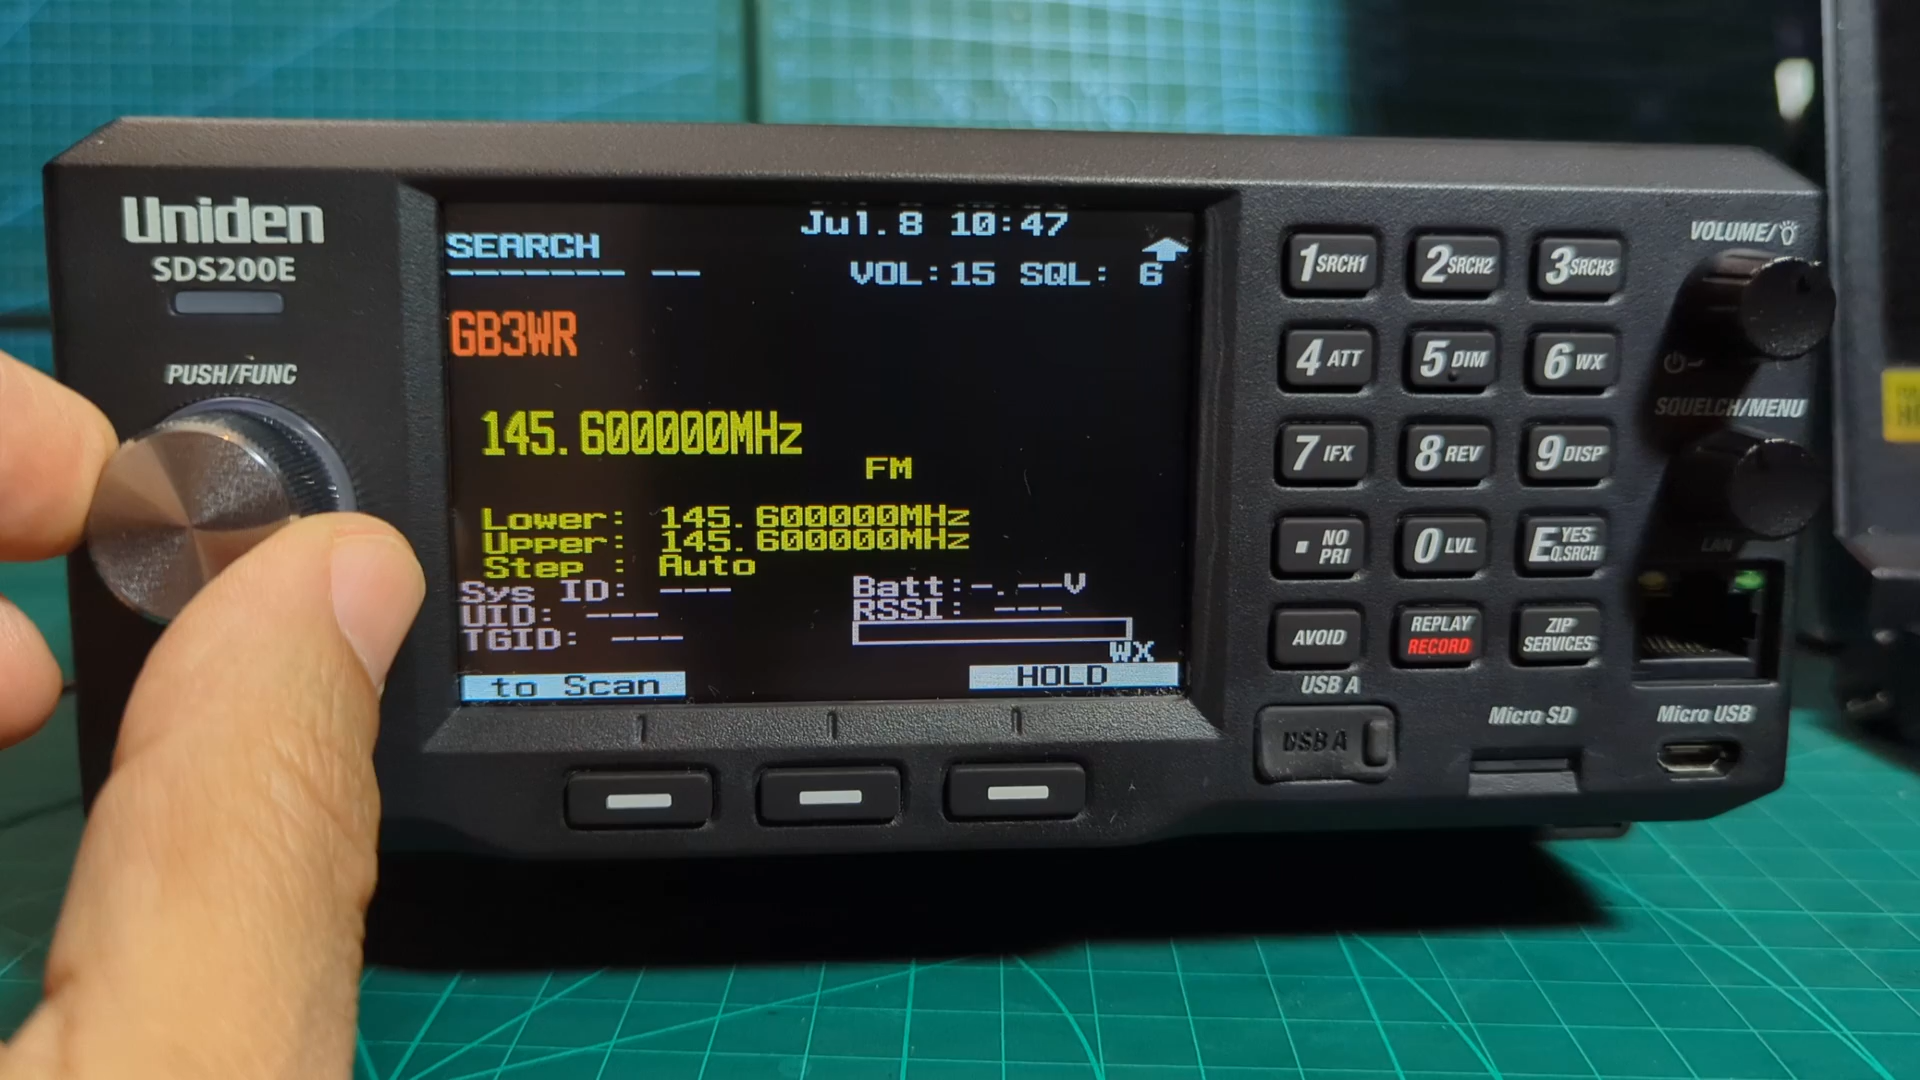 Uniden
SDS200E
PUSH/FUNC
Jul.8 10:47
SEARCH
------- --
VOL:15 SQL: 6
GB3WR
145.600000MHz
FM
Lower: 145.600000MHz
Upper: 145.600000MHz
Step : Auto
Sys ID: ---
UID: ---
TGID: ---
Batt:-.--V
RSSI: ---
WX
to Scan
HOLD
1 SRCH1
2 SRCH2
3 SRCH3
4 ATT
5 DIM
6 WX
7 IFX
8 REV
9 DISP
. NO PRI
0 LVL
E YES Q.SRCH
AVOID
REPLAY
RECORD
ZIP
SERVICES
VOLUME/
SQUELCH/MENU
LAN
USB A
USB A
Micro SD
Micro USB